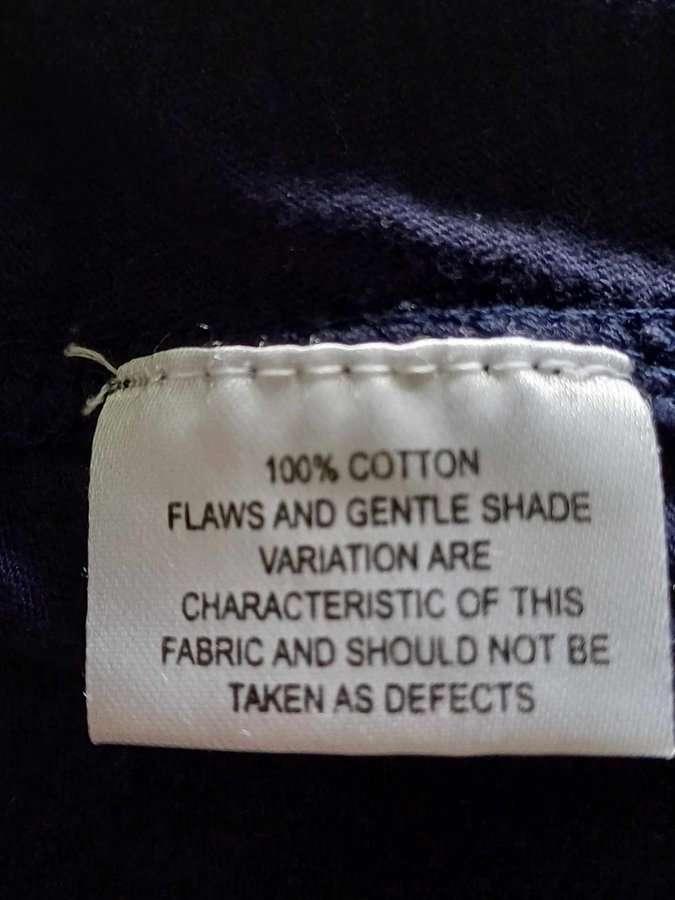 100% COTTON
FLAWS AND GENTLE SHADE
VARIATION ARE
CHARACTERISTIC OF THIS
FABRIC AND SHOULD NOT BE
TAKEN AS DEFECTS